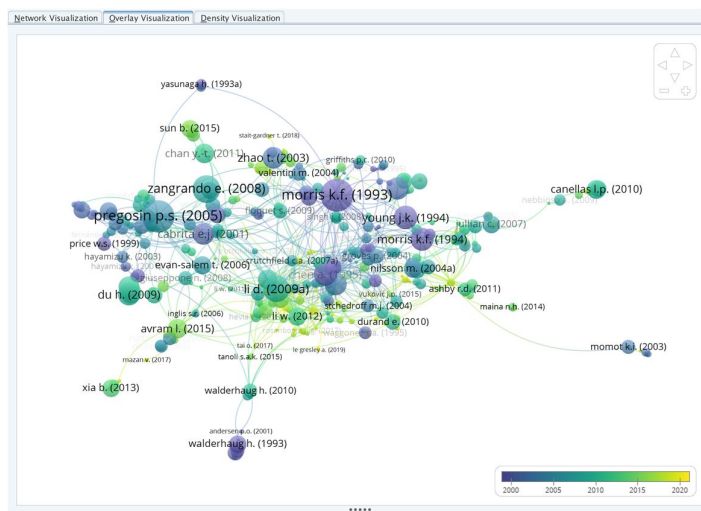 Network Visualization Overlay Visualization Density Visualization
yasunaga h. (1993a)
sun b. (2015)
stait-gardner t. (2018)
chan y.-t. (2011)
zhao t. (2003)
griffiths p.c. (2010)
valentini m. (2004)
zangrando e. (2008)
morris k.f. (1993)
canellas l.p. (2010)
pregosin p.s. (2005)
young j.k. (1994)
cabrita e.j. (2001)
morris k.f. (1994)
price w.s. (1999)
hayamizu k. (2003)
evan-salem t. (2006)
crutchfield c.a. (2007a)
nilsson m. (2004a)
giuseppone n. (2008)
du h. (2009)
li d. (2009a)
ashby r.d. (2011)
vukovic j.p. (2015)
stchedroff m.j. (2004)
maina n.h. (2014)
inglis s.e. (2006)
li w. (2012)
durand e. (2010)
avram l. (2015)
tai o. (2017)
le gresley a. (2019)
momot k.i. (2003)
mazan v. (2017)
tanoli s.a.k. (2015)
xia b. (2013)
walderhaug h. (2010)
andersen p.o. (2001)
walderhaug h. (1993)
2000 2005 2010 2015 2020